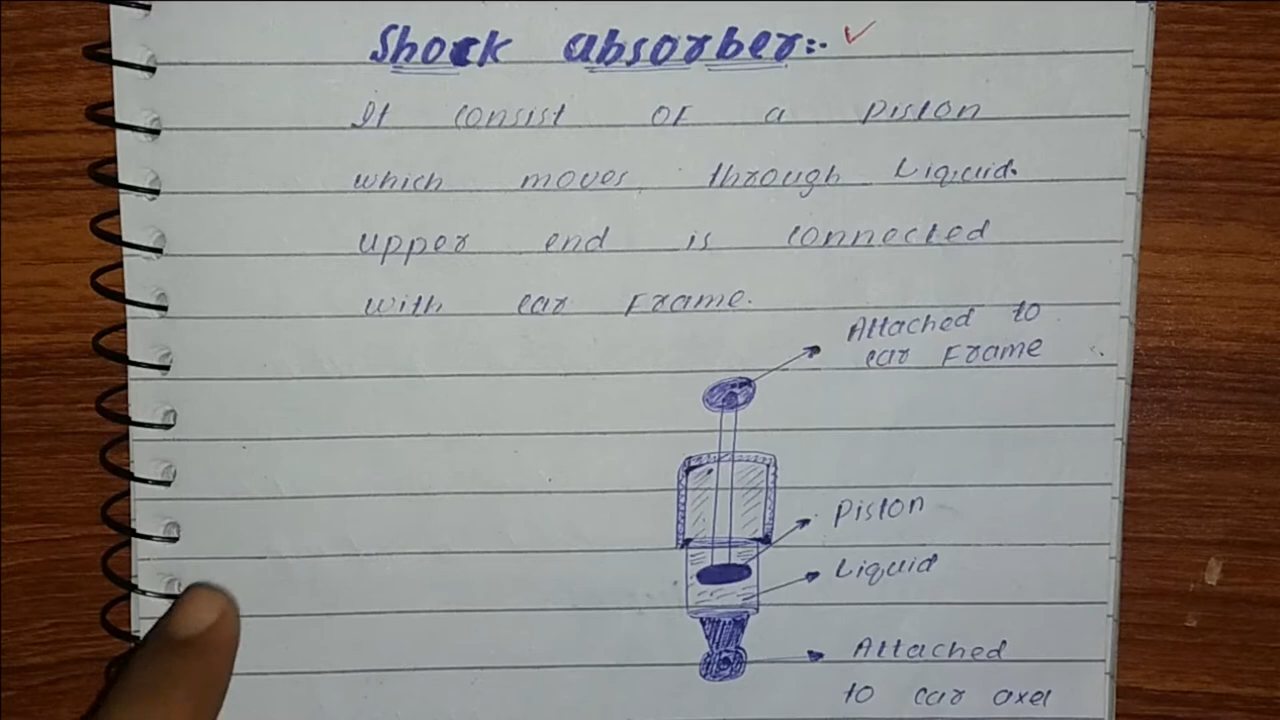 Shock absorber:-
It consist of a piston
which moves through Liquid.
upper end is connected
with car Frame.
Attached to
car Frame
Piston
Liquid
Attached
to car axel